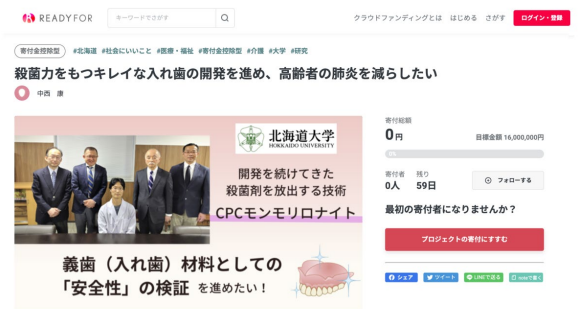 READYFOR
キーワードでさがす
クラウドファンディングとは はじめる さがす ログイン・登録
寄付金控除型 #北海道 #社会にいいこと #医療・福祉 #寄付金控除型 #介護 #大学 #研究
殺菌力をもつキレイな入れ歯の開発を進め、高齢者の肺炎を減らしたい
中西 康
北海道大学
HOKKAIDO UNIVERSITY
開発を続けてきた
殺菌剤を放出する技術
CPCモンモリロナイト
義歯（入れ歯）材料としての
「安全性」の検証 を進めたい！
寄付総額
0円
目標金額 16,000,000円
0%
寄付者 残り
0人 59日
フォローする
最初の寄付者になりませんか？
プロジェクトの寄付にすすむ
シェア ツイート LINEで送る noteで書く